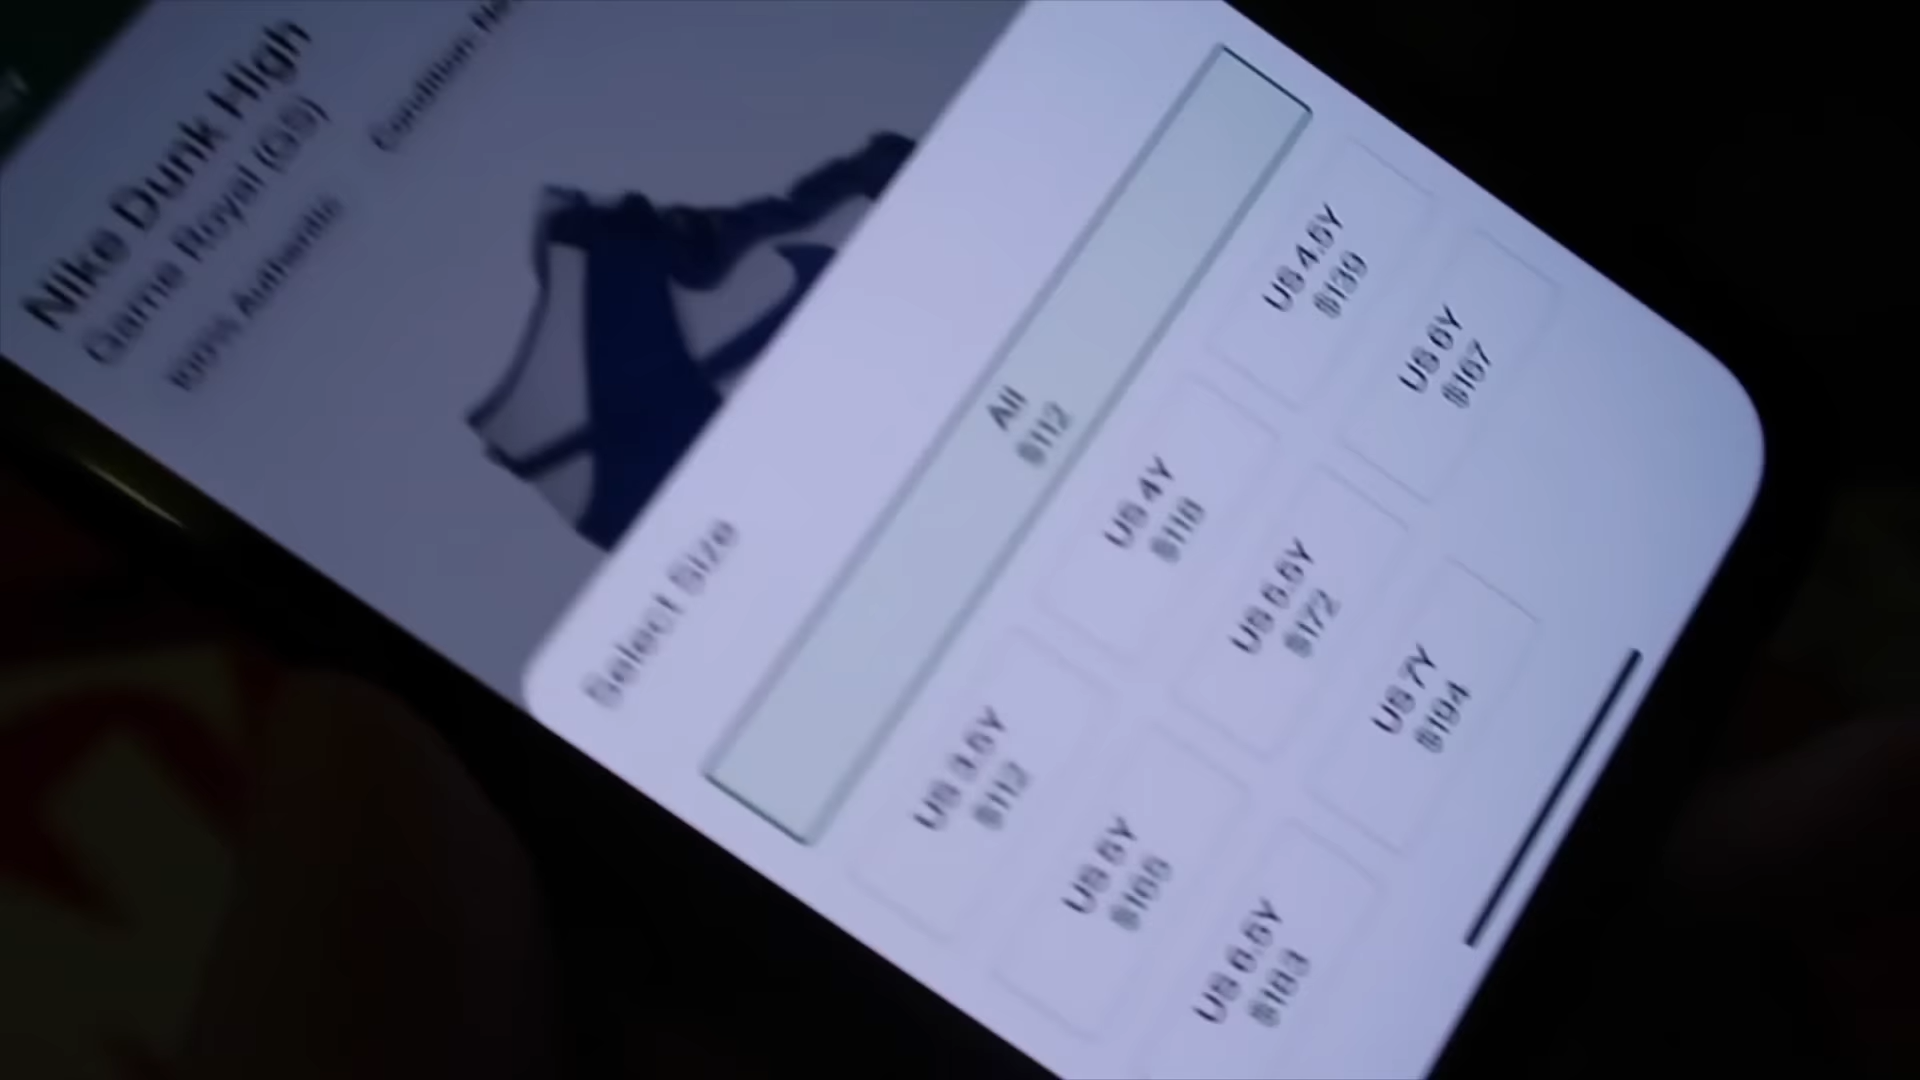 Nike Dunk High
Game Royal (GS)
100% Authentic
Condition:
Select Size
All
$112
US 3.5Y
$112
US 4Y
$118
US 4.5Y
$139
US 5Y
$165
US 5.5Y
$172
US 6Y
$167
US 6.5Y
$183
US 7Y
$194